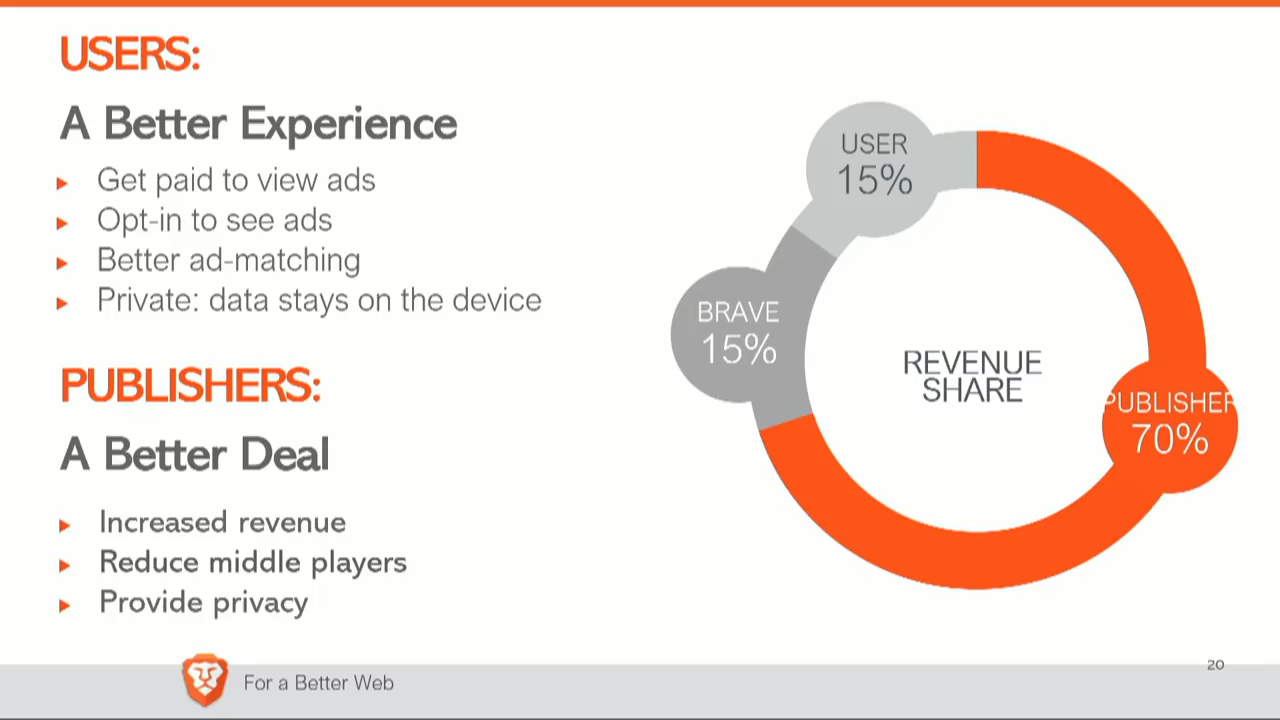 USERS:
A Better Experience
Get paid to view ads
Opt-in to see ads
Better ad-matching
Private: data stays on the device
PUBLISHERS:
A Better Deal
Increased revenue
Reduce middle players
Provide privacy
USER
15%
BRAVE
15%
REVENUE
SHARE
PUBLISHER
70%
For a Better Web
20